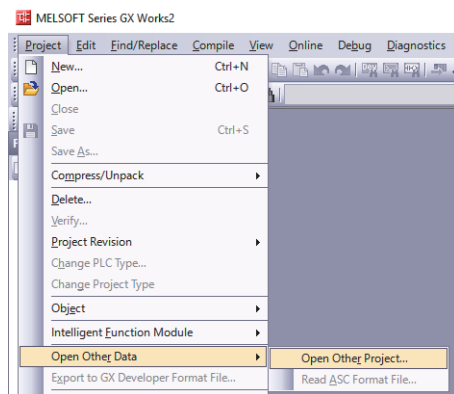 MELSOFT Series GX Works2
Project Edit Find/Replace Compile View Online Debug Diagnostics
New... Ctrl+N
Open... Ctrl+O
Close
Save Ctrl+S
Save As...
Compress/Unpack
Delete...
Verify...
Project Revision
Change PLC Type...
Change Project Type
Object
Intelligent Function Module
Open Other Data
Open Other Project...
Export to GX Developer Format File...
Read ASC Format File...